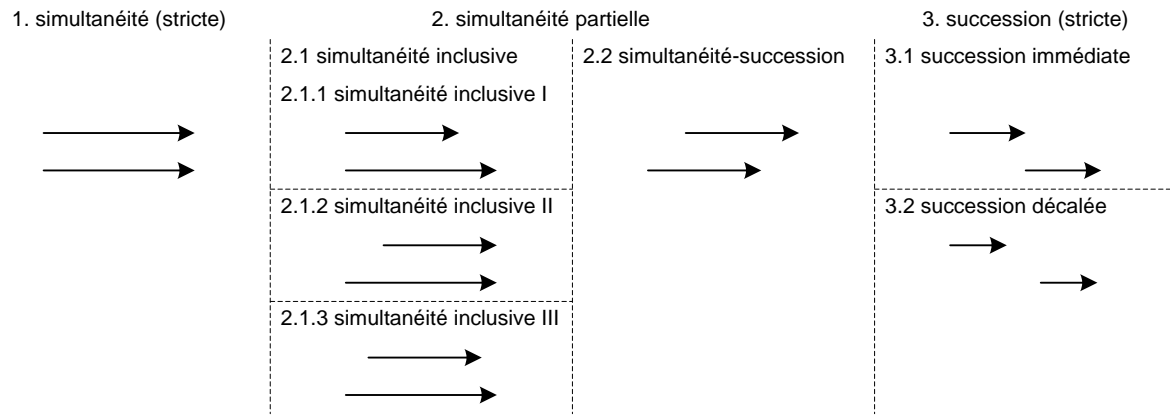 1. simultanéité (stricte)
2. simultanéité partielle
3. succession (stricte)
2.1 simultanéité inclusive
2.2 simultanéité-succession
3.1 succession immédiate
2.1.1 simultanéité inclusive I
2.1.2 simultanéité inclusive II
3.2 succession décalée
2.1.3 simultanéité inclusive III